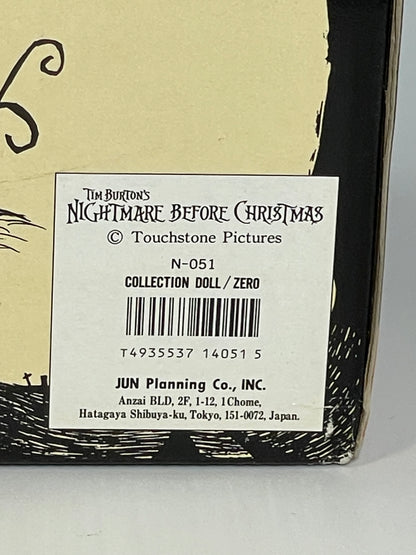 TIM BURTON'S
NIGHTMARE BEFORE CHRISTMAS
© Touchstone Pictures
N-051
COLLECTION DOLL/ZERO
T4935537 14051 5
JUN Planning Co., INC.
Anzai BLD, 2F, 1-12, 1Chome,
Hatagaya Shibuya-ku, Tokyo, 151-0072, Japan.